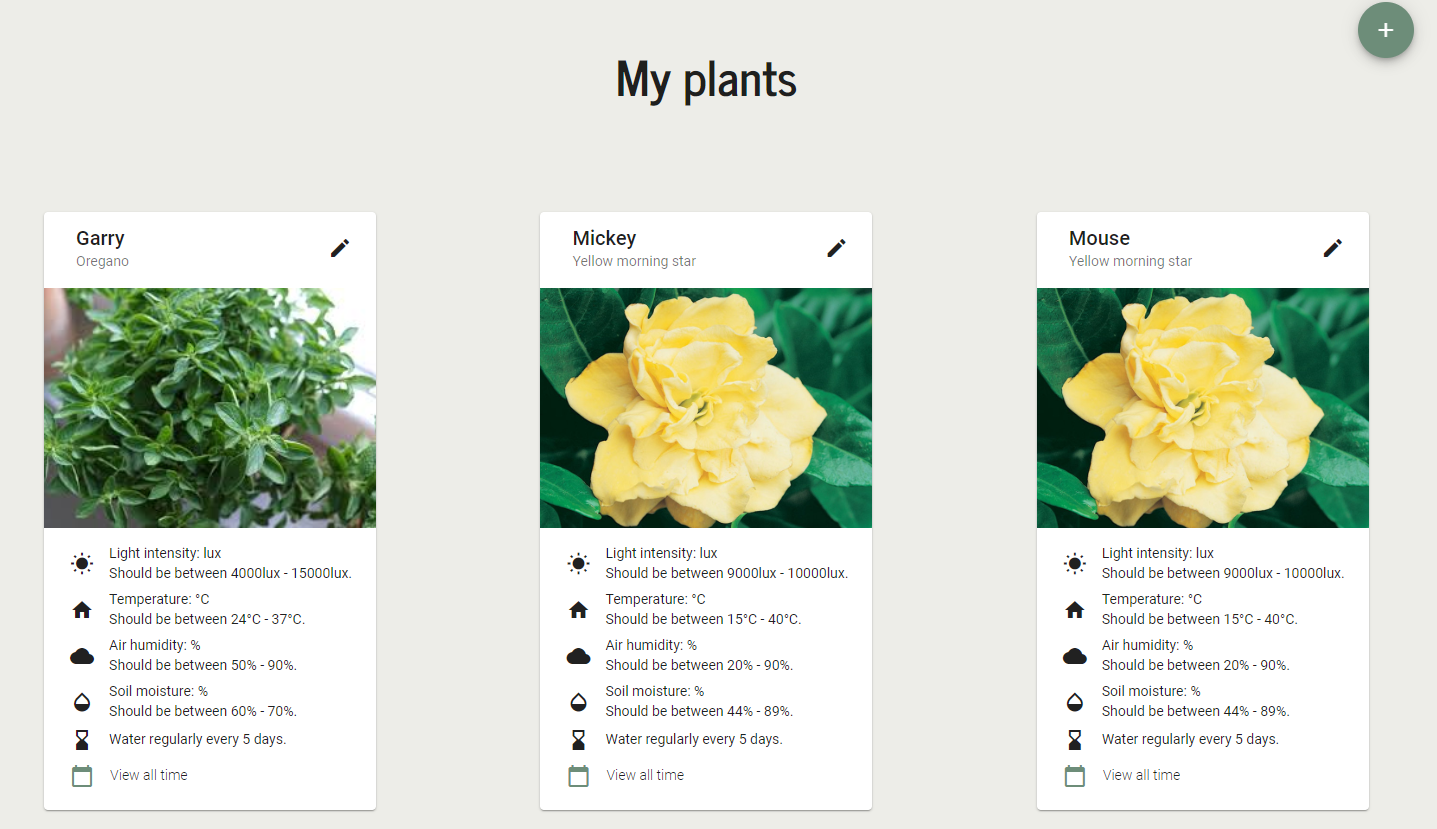 +
My plants
Garry
Oregano
Light intensity: lux
Should be between 4000lux - 15000lux.
Temperature: °C
Should be between 24°C - 37°C.
Air humidity: %
Should be between 50% - 90%.
Soil moisture: %
Should be between 60% - 70%.
Water regularly every 5 days.
View all time
Mickey
Yellow morning star
Light intensity: lux
Should be between 9000lux - 10000lux.
Temperature: °C
Should be between 15°C - 40°C.
Air humidity: %
Should be between 20% - 90%.
Soil moisture: %
Should be between 44% - 89%.
Water regularly every 5 days.
View all time
Mouse
Yellow morning star
Light intensity: lux
Should be between 9000lux - 10000lux.
Temperature: °C
Should be between 15°C - 40°C.
Air humidity: %
Should be between 20% - 90%.
Soil moisture: %
Should be between 44% - 89%.
Water regularly every 5 days.
View all time